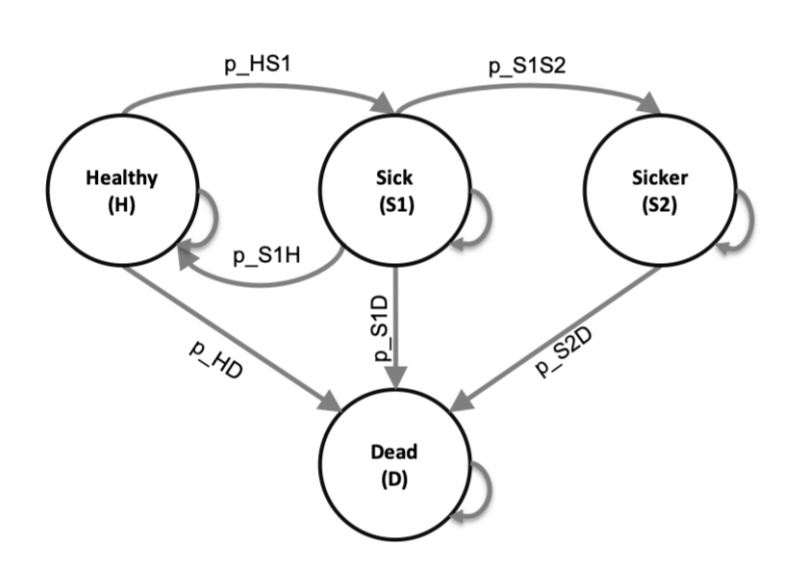 p_HS1
p_S1S2
Healthy
(H)
Sick
(S1)
Sicker
(S2)
p_S1H
p_HD
p_S1D
p_S2D
Dead
(D)